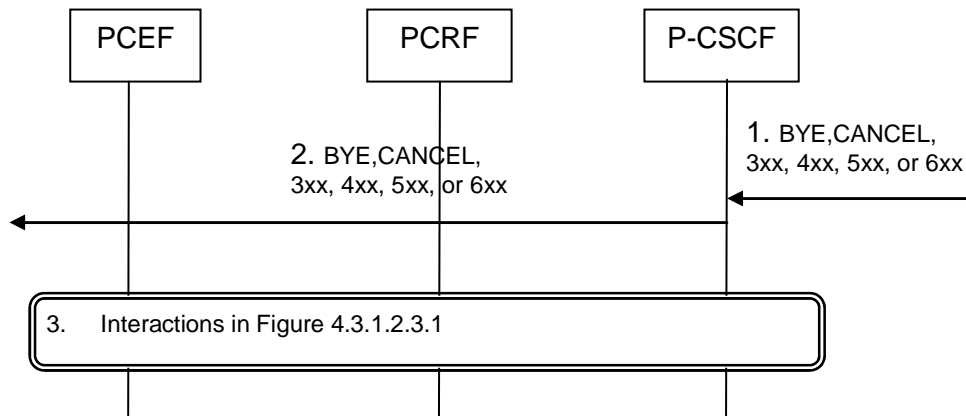 PCEF
PCRF
P-CSCF
1. BYE,CANCEL,
3xx, 4xx, 5xx, or 6xx
2. BYE,CANCEL,
3xx, 4xx, 5xx, or 6xx
3. Interactions in Figure 4.3.1.2.3.1